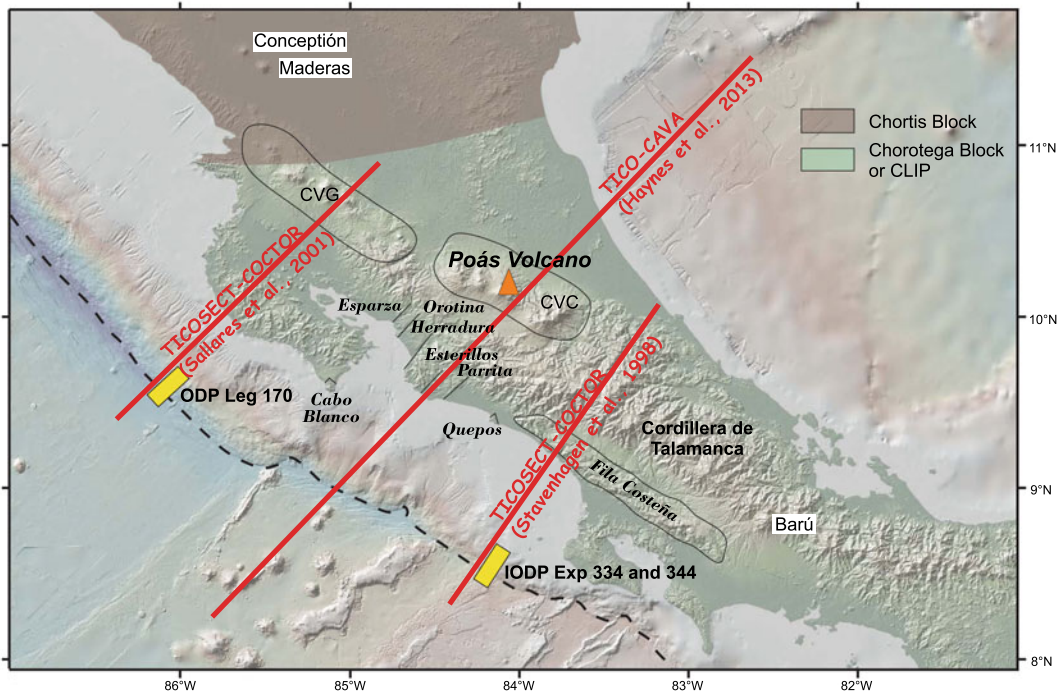 Conceptión
Maderas
Chortis Block
Chorotega Block
or CLIP
11°N
TICO-CAVA
(Haynes et al., 2013)
CVG
TICOSECT-COCTOR
(Sallares et al., 2001)
Poás Volcano
CVC
Esparza
Orotina
Herradura
Esterillos
Parrita
10°N
ODP Leg 170
Cabo
Blanco
Quepos
TICOSECT-COCTOR
(Stavenhagen et al., 1998)
Cordillera de
Talamanca
Fila Costeña
9°N
Barú
IODP Exp 334 and 344
8°N
86°W
85°W
84°W
83°W
82°W